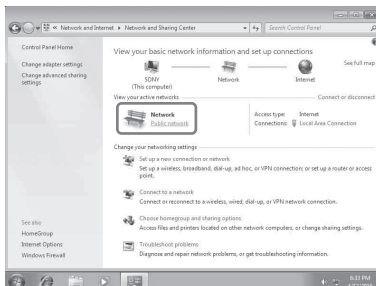 « Network and Internet ▸ Network and Sharing Center
Search Control Panel
Control Panel Home
Change adapter settings
Change advanced sharing settings
View your basic network information and set up connections
See full map
SONY
(This computer)
Network
Internet
View your active networks
Connect or disconnect
Network
Public network
Access type: Internet
Connections: Local Area Connection
Change your networking settings
Set up a new connection or network
Set up a wireless, broadband, dial-up, ad hoc, or VPN connection; or set up a router or access
point.
Connect to a network
Connect or reconnect to a wireless, wired, dial-up, or VPN network connection.
Choose homegroup and sharing options
Access files and printers located on other network computers, or change sharing settings.
Troubleshoot problems
Diagnose and repair network problems, or get troubleshooting information.
See also
HomeGroup
Internet Options
Windows Firewall
6:33 PM